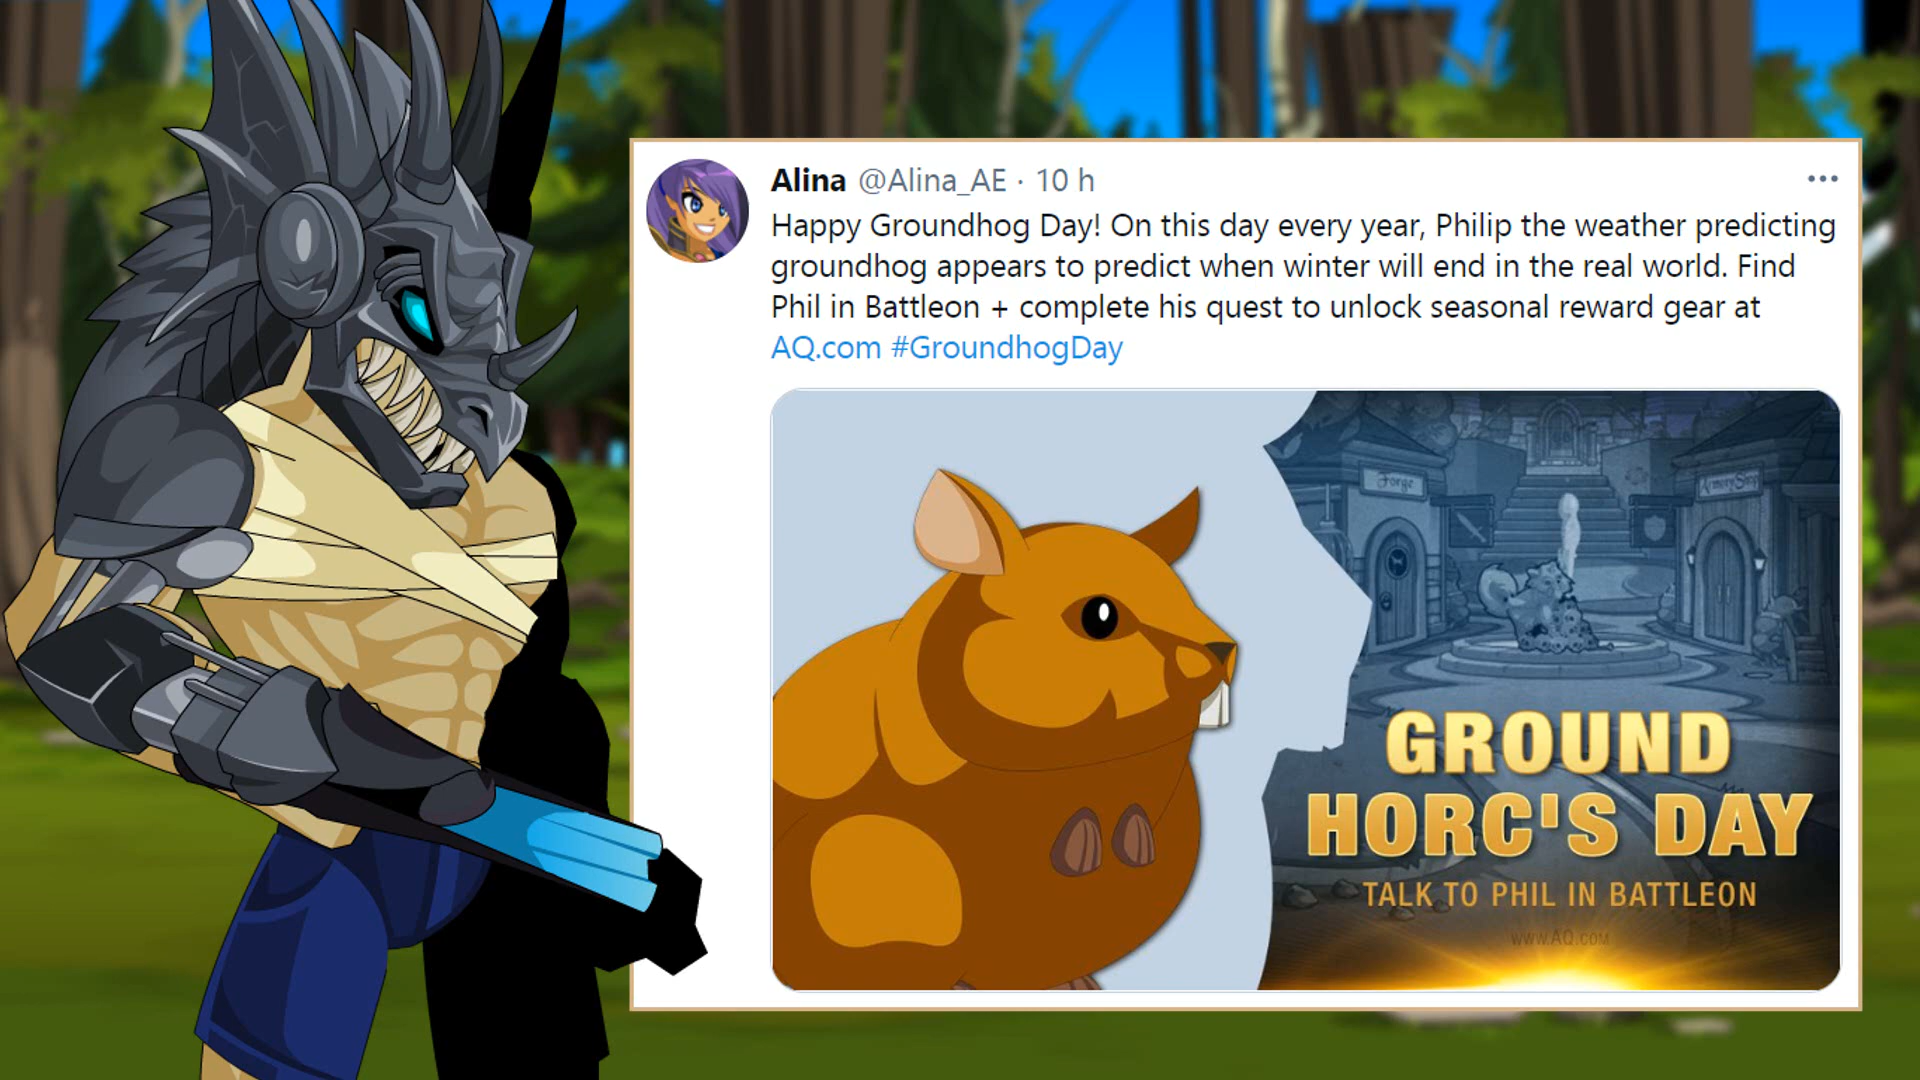 Alina @Alina_AE · 10 h
Happy Groundhog Day! On this day every year, Philip the weather predicting
groundhog appears to predict when winter will end in the real world. Find
Phil in Battleon + complete his quest to unlock seasonal reward gear at
AQ.com #GroundhogDay
Forge
ArmorySmith
GROUND
HORC'S DAY
TALK TO PHIL IN BATTLEON
WWW.AQ.COM